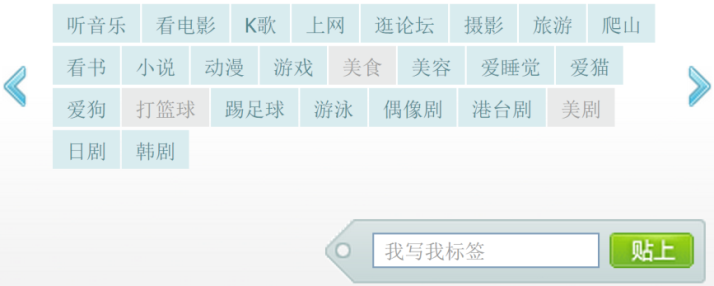 听音乐 看电影 K歌 上网 逛论坛 摄影 旅游 爬山
看书 小说 动漫 游戏 美食 美容 爱睡觉 爱猫
爱狗 打篮球 踢足球 游泳 偶像剧 港台剧 美剧
日剧 韩剧
我写我标签 贴上